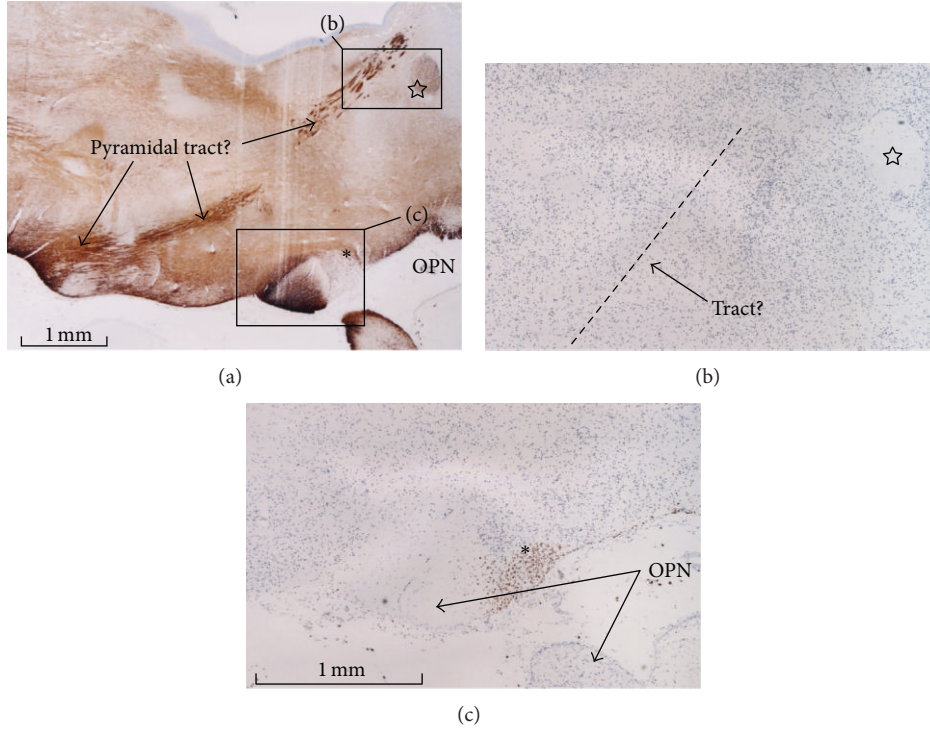 (b)
Pyramidal tract?
(c)
*
OPN
1 mm
(a)
Tract?
(b)
*
OPN
1 mm
(c)